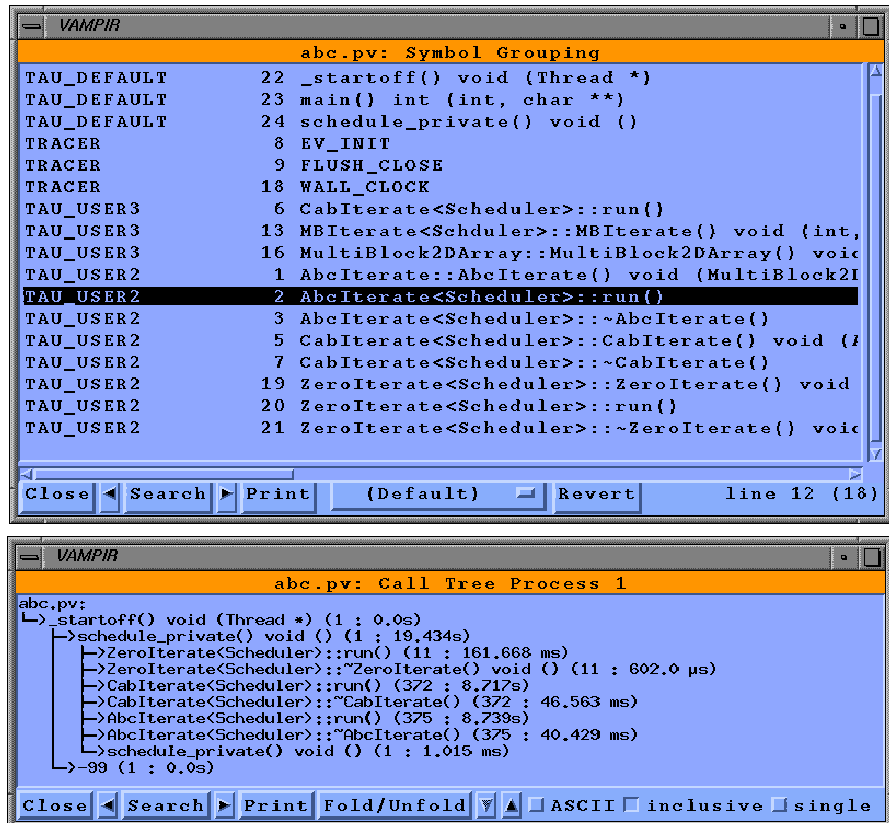 VAMPIR
abc.pv: Symbol Grouping
TAU_DEFAULT 22 _startoff() void (Thread *)
TAU_DEFAULT 23 main() int (int, char **)
TAU_DEFAULT 24 schedule_private() void ()
TRACER 8 EV_INIT
TRACER 9 FLUSH_CLOSE
TRACER 18 WALL_CLOCK
TAU_USER3 6 CabIterate<Scheduler>::run()
TAU_USER3 13 MBIterate<Schduler>::MBIterate() void (int,
TAU_USER3 16 MultiBlock2DArray::MultiBlock2DArray() voic
TAU_USER2 1 AbcIterate::AbcIterate() void (MultiBlock2I
TAU_USER2 2 AbcIterate<Scheduler>::run()
TAU_USER2 3 AbcIterate<Scheduler>::~AbcIterate()
TAU_USER2 5 CabIterate<Scheduler>::CabIterate() void (A
TAU_USER2 7 CabIterate<Scheduler>::~CabIterate()
TAU_USER2 19 ZeroIterate<Scheduler>::ZeroIterate() void
TAU_USER2 20 ZeroIterate<Scheduler>::run()
TAU_USER2 21 ZeroIterate<Scheduler>::~ZeroIterate() voic
Close Search Print (Default) Revert line 12 (18)
VAMPIR
abc.pv: Call Tree Process 1
abc.pv:
_startoff() void (Thread *) (1 : 0.0s)
schedule_private() void () (1 : 19.434s)
ZeroIterate<Scheduler>::run() (11 : 161.668 ms)
ZeroIterate<Scheduler>::~ZeroIterate() void () (11 : 602.0 µs)
CabIterate<Scheduler>::run() (372 : 8.717s)
CabIterate<Scheduler>::~CabIterate() (372 : 46.563 ms)
AbcIterate<Scheduler>::run() (375 : 8.739s)
AbcIterate<Scheduler>::~AbcIterate() (375 : 40.429 ms)
schedule_private() void () (1 : 1.015 ms)
-99 (1 : 0.0s)
Close Search Print Fold/Unfold ASCII inclusive single